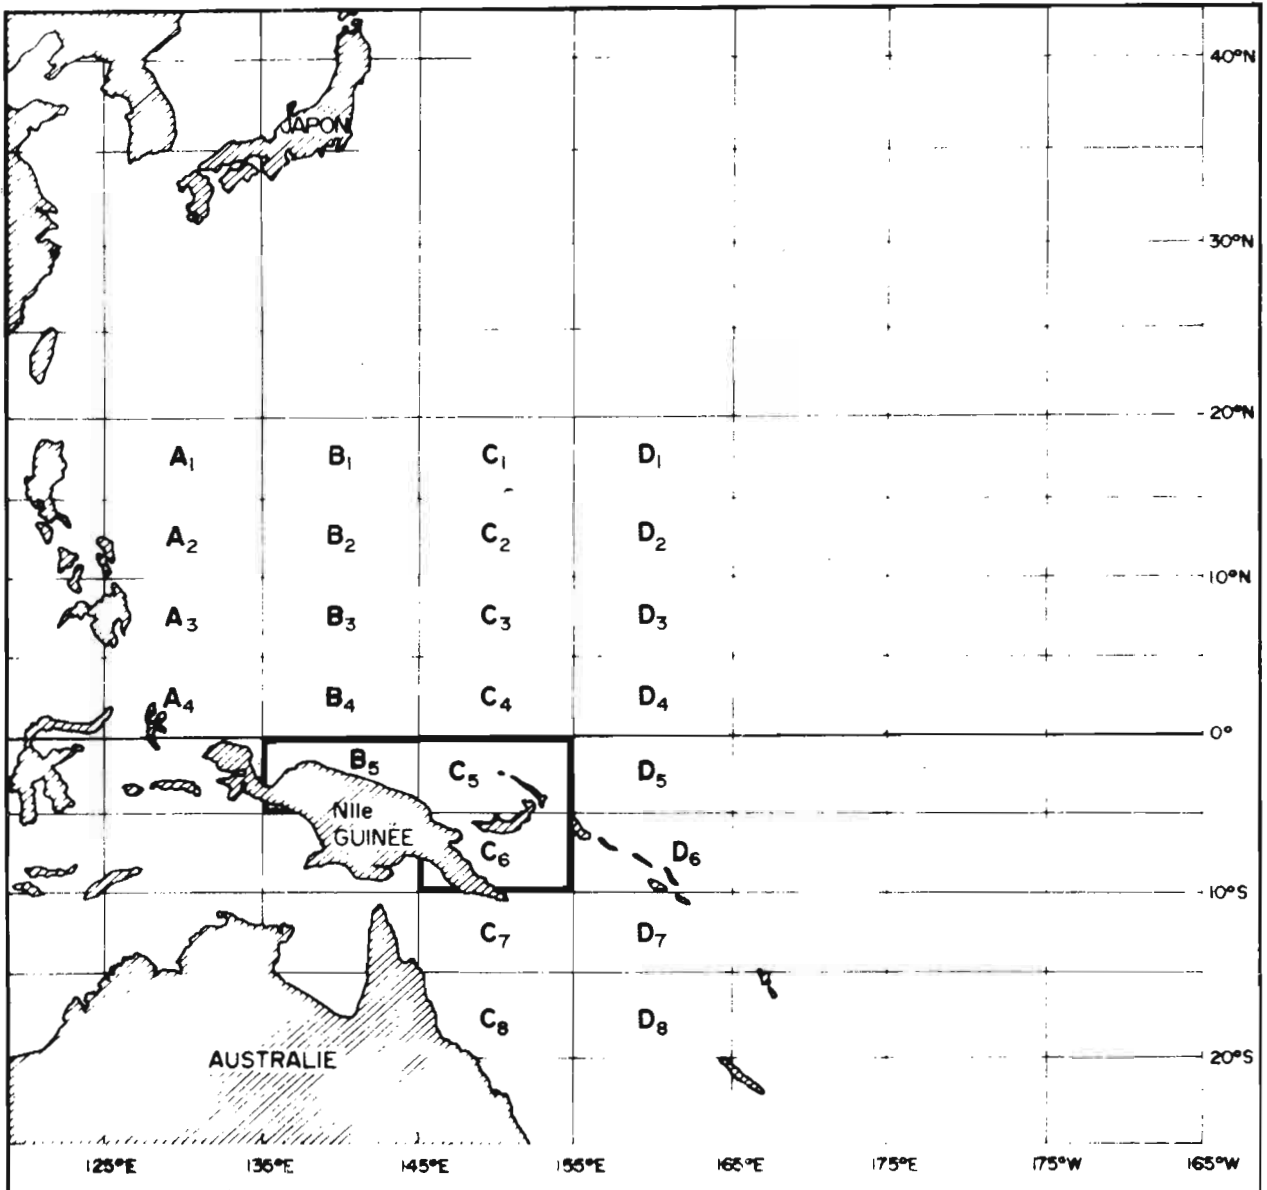 40°N
JAPON
30°N
20°N
A₁ B₁ C₁ D₁
A₂ B₂ C₂ D₂
10°N
A₃ B₃ C₃ D₃
A₄ B₄ C₄ D₄
0°
B₅ C₅ D₅
Nlle
GUINÉE
C₆ D₆
10°S
C₇ D₇
C₈ D₈
AUSTRALIE
20°S
125°E 135°E 145°E 155°E 165°E 175°E 175°W 165°W